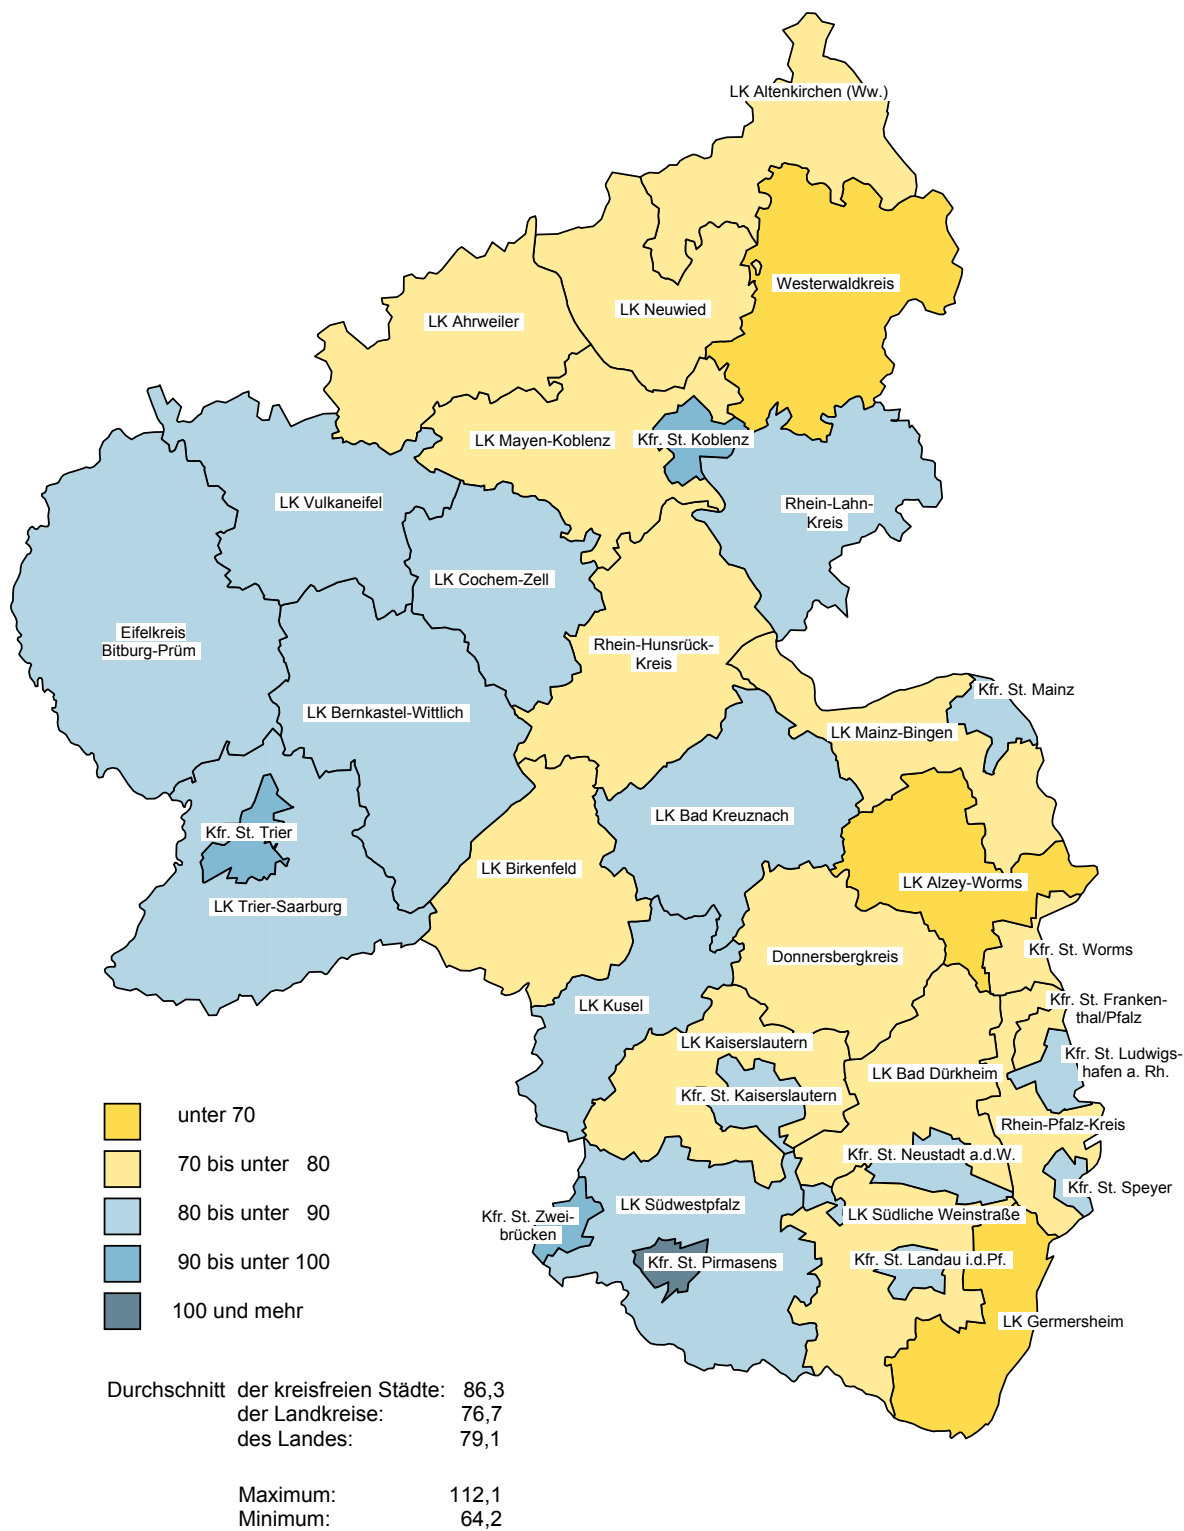 LK Altenkirchen (Ww.)
Westerwaldkreis
LK Neuwied
LK Ahrweiler
LK Mayen-Koblenz
Kfr. St. Koblenz
LK Vulkaneifel
Rhein-Lahn-
Kreis
LK Cochem-Zell
Eifelkreis
Bitburg-Prüm
Rhein-Hunsrück-
Kreis
Kfr. St. Mainz
LK Bernkastel-Wittlich
LK Mainz-Bingen
LK Bad Kreuznach
Kfr. St. Trier
LK Birkenfeld
LK Alzey-Worms
LK Trier-Saarburg
Kfr. St. Worms
Donnersbergkreis
LK Kusel
Kfr. St. Franken-
thal/Pfalz
LK Kaiserslautern
Kfr. St. Ludwigs-
hafen a. Rh.
LK Bad Dürkheim
Kfr. St. Kaiserslautern
Rhein-Pfalz-Kreis
Kfr. St. Neustadt a.d.W.
Kfr. St. Speyer
LK Südwestpfalz
Kfr. St. Zwei-
brücken
LK Südliche Weinstraße
Kfr. St. Pirmasens
Kfr. St. Landau i.d.Pf.
LK Germersheim
unter 70
70 bis unter 80
80 bis unter 90
90 bis unter 100
100 und mehr
Durchschnitt der kreisfreien Städte: 86,3
der Landkreise: 76,7
des Landes: 79,1
Maximum: 112,1
Minimum: 64,2